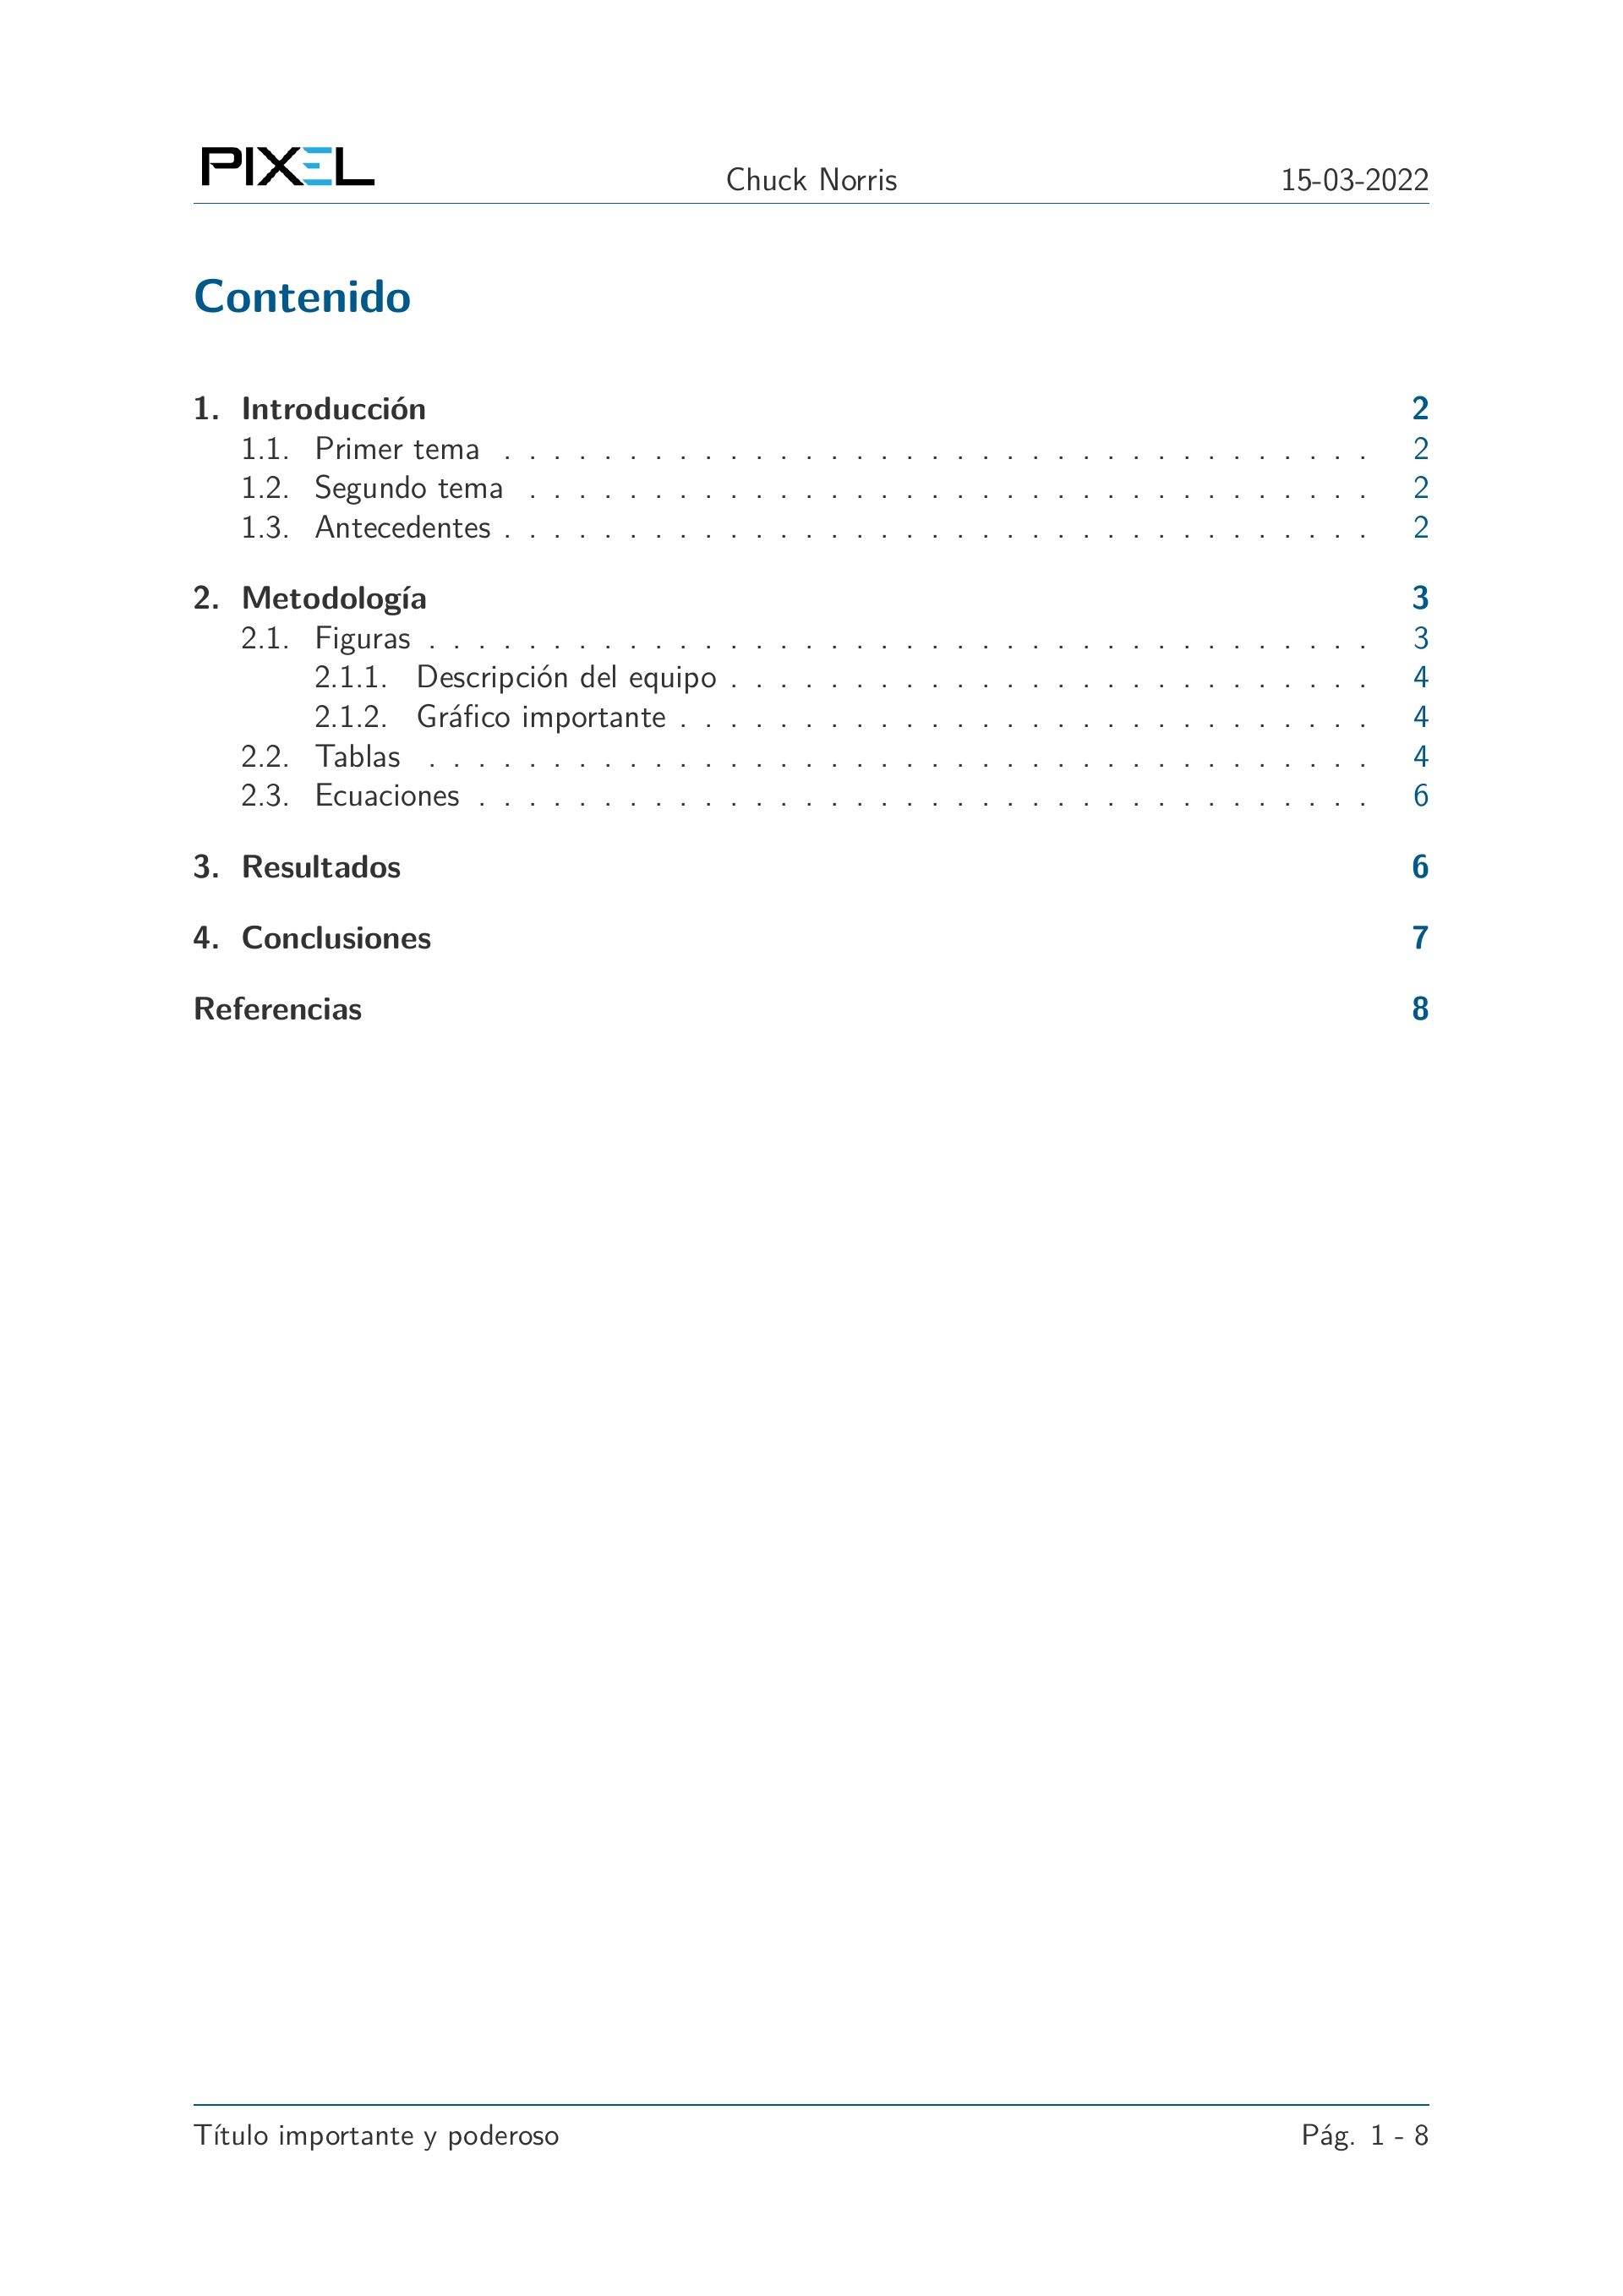 PIXEL Chuck Norris 15-03-2022
Contenido
1. Introducción 2
1.1. Primer tema . . . . . . . . . . . . . . . . . . . . . . . . . . . . . . . . . . . 2
1.2. Segundo tema . . . . . . . . . . . . . . . . . . . . . . . . . . . . . . . . . . 2
1.3. Antecedentes . . . . . . . . . . . . . . . . . . . . . . . . . . . . . . . . . . . 2
2. Metodología 3
2.1. Figuras . . . . . . . . . . . . . . . . . . . . . . . . . . . . . . . . . . . . . . 3
2.1.1. Descripción del equipo . . . . . . . . . . . . . . . . . . . . . . . . . . 4
2.1.2. Gráfico importante . . . . . . . . . . . . . . . . . . . . . . . . . . . . 4
2.2. Tablas . . . . . . . . . . . . . . . . . . . . . . . . . . . . . . . . . . . . . . 4
2.3. Ecuaciones . . . . . . . . . . . . . . . . . . . . . . . . . . . . . . . . . . . . 6
3. Resultados 6
4. Conclusiones 7
Referencias 8
Título importante y poderoso Pág. 1 - 8